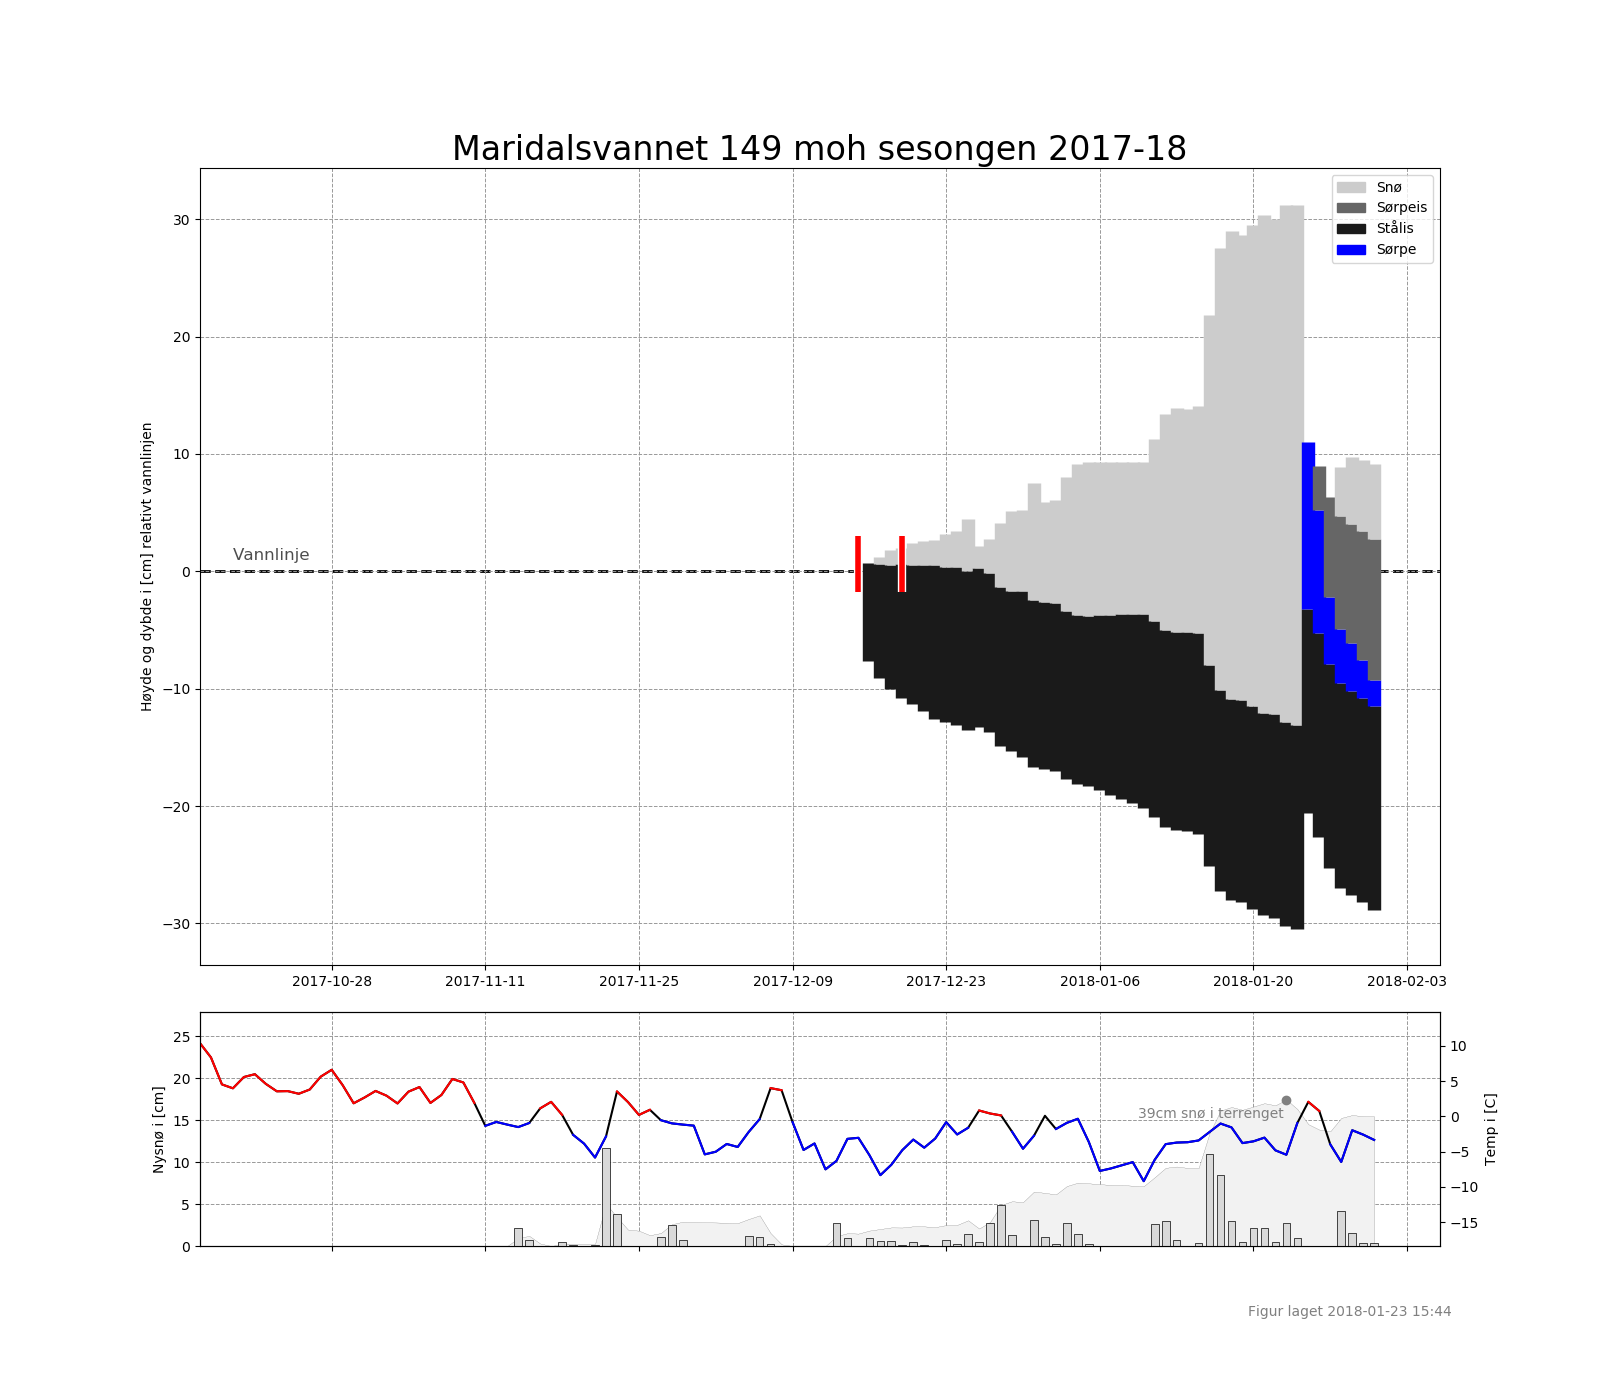 Maridalsvannet 149 moh sesongen 2017-18
Snø
Sørpeis
Stålis
Sørpe
30
20
10
0
−10
−20
−30
Høyde og dybde i [cm] relativt vannlinjen
Vannlinje
2017-10-28 2017-11-11 2017-11-25 2017-12-09 2017-12-23 2018-01-06 2018-01-20 2018-02-03
25
20
15
10
5
0
Nysnø i [cm]
39cm snø i terrenget
10
5
0
−5
−10
−15
Temp i [C]
Figur laget 2018-01-23 15:44